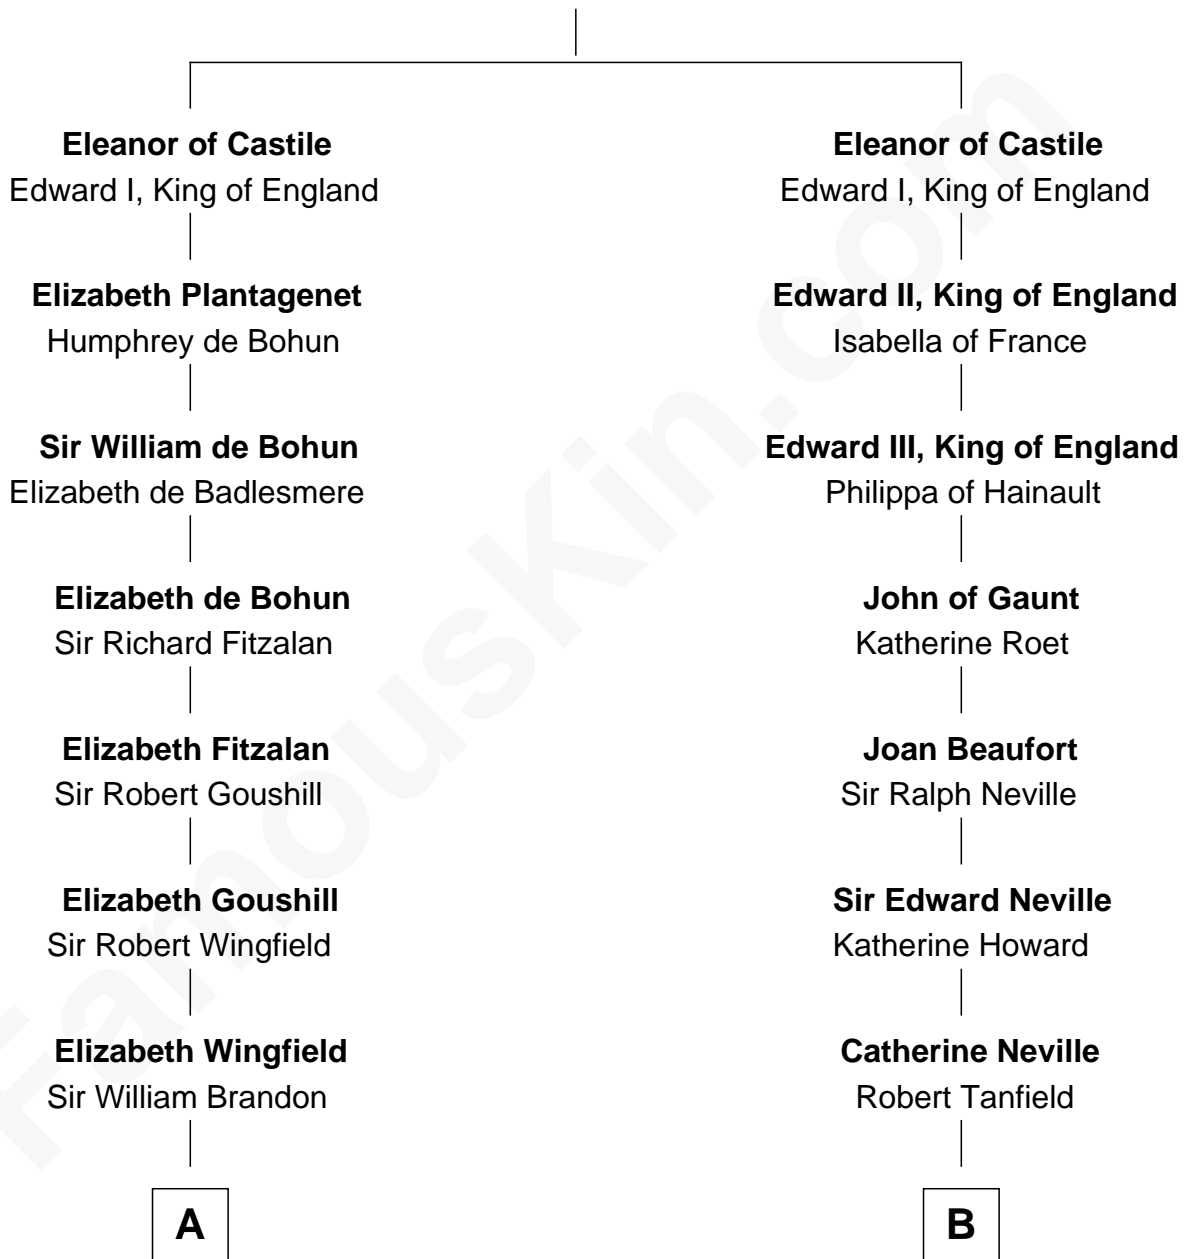 Eleanor of Castile
Edward I, King of England
Elizabeth Plantagenet
Humphrey de Bohun
Sir William de Bohun
Elizabeth de Badlesmere
Elizabeth de Bohun
Sir Richard Fitzalan
Elizabeth Fitzalan
Sir Robert Goushill
Elizabeth Goushill
Sir Robert Wingfield
Elizabeth Wingfield
Sir William Brandon
A
Eleanor of Castile
Edward I, King of England
Edward II, King of England
Isabella of France
Edward III, King of England
Philippa of Hainault
John of Gaunt
Katherine Roet
Joan Beaufort
Sir Ralph Neville
Sir Edward Neville
Katherine Howard
Catherine Neville
Robert Tanfield
B
FamousKin.com